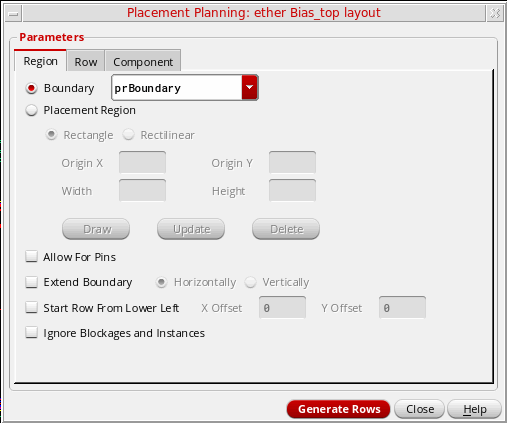 Placement Planning: ether Bias_top layout
Parameters
Region Row Component
Boundary prBoundary
Placement Region
Rectangle Rectilinear
Origin X Origin Y
Width Height
Draw Update Delete
Allow For Pins
Extend Boundary Horizontally Vertically
Start Row From Lower Left X Offset 0 Y Offset 0
Ignore Blockages and Instances
Generate Rows Close Help